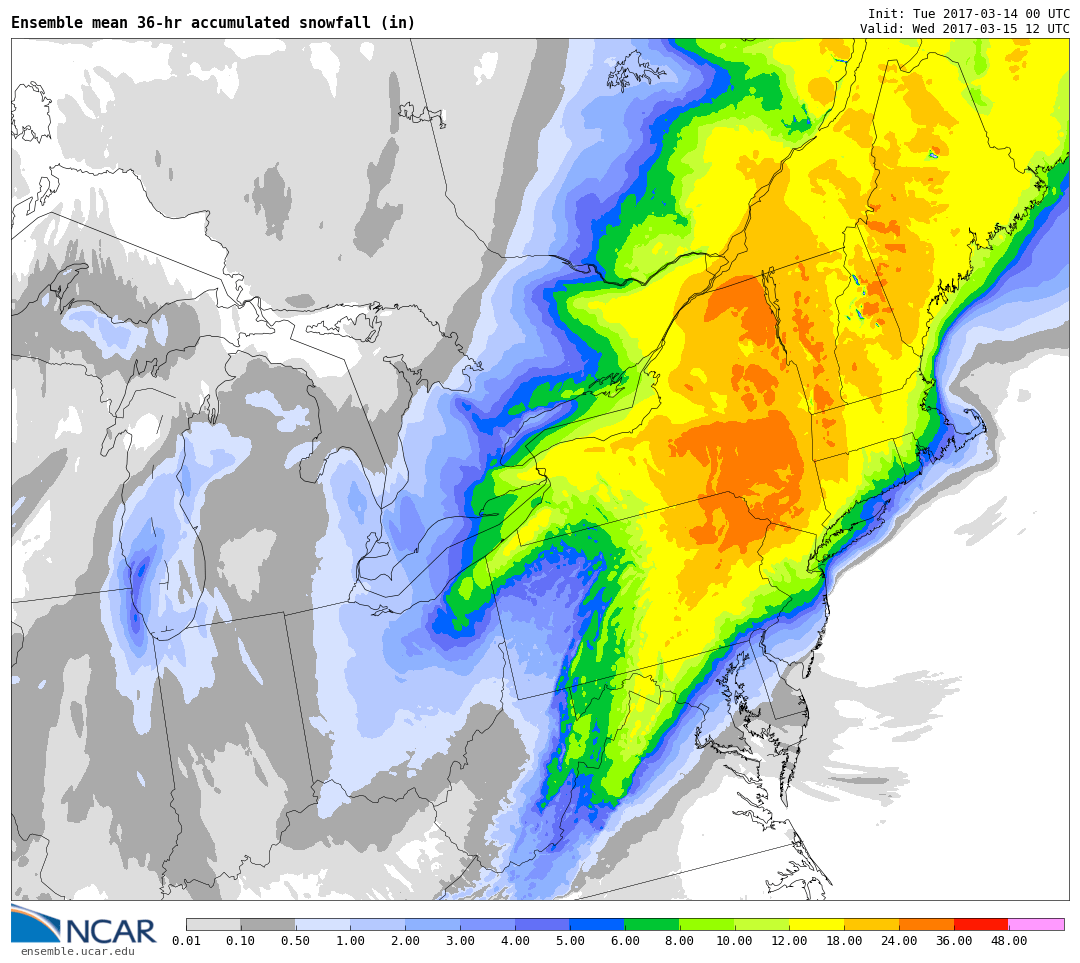 Ensemble mean 36-hr accumulated snowfall (in)
Init: Tue 2017-03-14 00 UTC
Valid: Wed 2017-03-15 12 UTC
NCAR
ensemble.ucar.edu
0.01 0.10 0.50 1.00 2.00 3.00 4.00 5.00 6.00 8.00 10.00 12.00 18.00 24.00 36.00 48.00